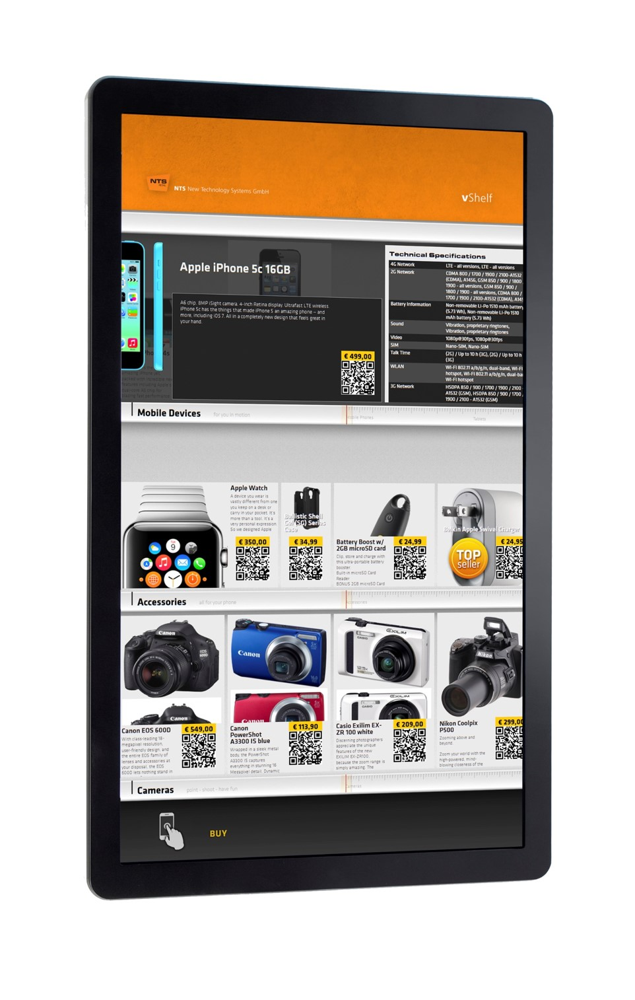 NTS
NTS New Technology Systems GmbH
vShelf
Apple iPhone 5c 16GB
A6 chip. 8MP iSight camera. 4-inch Retina display. Ultrafast LTE wireless.
iPhone 5c has the things that made iPhone 5 an amazing phone – and
more, including iOS 7. All in a completely new design that feels great in
your hand.
€ 499,00
Technical Specifications
4G Network LTE - all versions, LTE - all versions
2G Network CDMA 800 / 1700 / 1900 / 2100-A1532
(CDMA), A1456, GSM 850 / 900 / 1800
1900 - all versions, GSM 850 / 900 /
1800 / 1900 - all versions, CDMA 800 /
1700 / 1900 / 2100-A1532 (CDMA), A145
Battery Information Non-removable Li-Po 1510 mAh battery
(5.73 Wh), Non-removable Li-Po 1510
mAh battery (5.73 Wh)
Sound Vibration, proprietary ringtones,
Vibration, proprietary ringtones
Video 1080p@30fps, 1080p@30fps
SIM Nano-SIM, Nano-SIM
Talk Time (2G) / Up to 10 h (3G), (2G) / Up to 10 h
(3G)
WLAN Wi-Fi 802.11 a/b/g/n, dual-band, Wi-Fi
hotspot, Wi-Fi 802.11 a/b/g/n, dual-ba
Wi-Fi hotspot
3G Network HSDPA 850 / 900 / 1700 / 1900 / 2100 -
A1532 (GSM), HSDPA 850 / 900 / 1700 /
1900 / 2100 - A1532 (GSM)
Mobile Devices for you in motion
Mobile Phones Tablets
Apple Watch
A device you wear is
vastly different from one
you keep on a desk or
carry in your pocket. It's
more than a tool. It's a
very personal expression.
So we designed Apple
€ 350,00
Ballistic Shell
Gel (SG) Series
Case
€ 34,99
Battery Boost w/
2GB microSD card
Clip, store and charge with
this ultra-portable battery
booster
Built-in microSD Card
Reader
BONUS 2GB microSD Card
€ 24,99
Belkin Apple Swivel Charger
TOP
seller
€ 24,95
Accessories all for your phone
Accessories
Canon
EOS
600D
Canon
Canon EOS 600D
With class-leading 18-
megapixel resolution,
user-friendly design, and
the entire EOS family of
lenses and accessories at
your disposal, the EOS
600D lets nothing stand in
€ 549,00
Canon
Canon
Canon
PowerShot
A3300 IS blue
Wrapped in a sleek metal
body, the PowerShot
A3300 IS captures
everything in stunning 16
Megapixel detail. Dynamic
€ 113,90
EXILIM
CASIO
EXILIM
CASIO
Casio Exilim EX-
ZR 100 white
Discerning photographers
appreciate the unique
features of the new
EXILIM EX-ZR100,
because the zoom range is
simply amazing. The
€ 209,00
Nikon
Nikon Coolpix
P500
Zooming above and
beyond.
Zoom your world with the
high-powered, mind-
blowing closeness of the
€ 299,00
Cameras point - shoot - have fun
Cameras
BUY